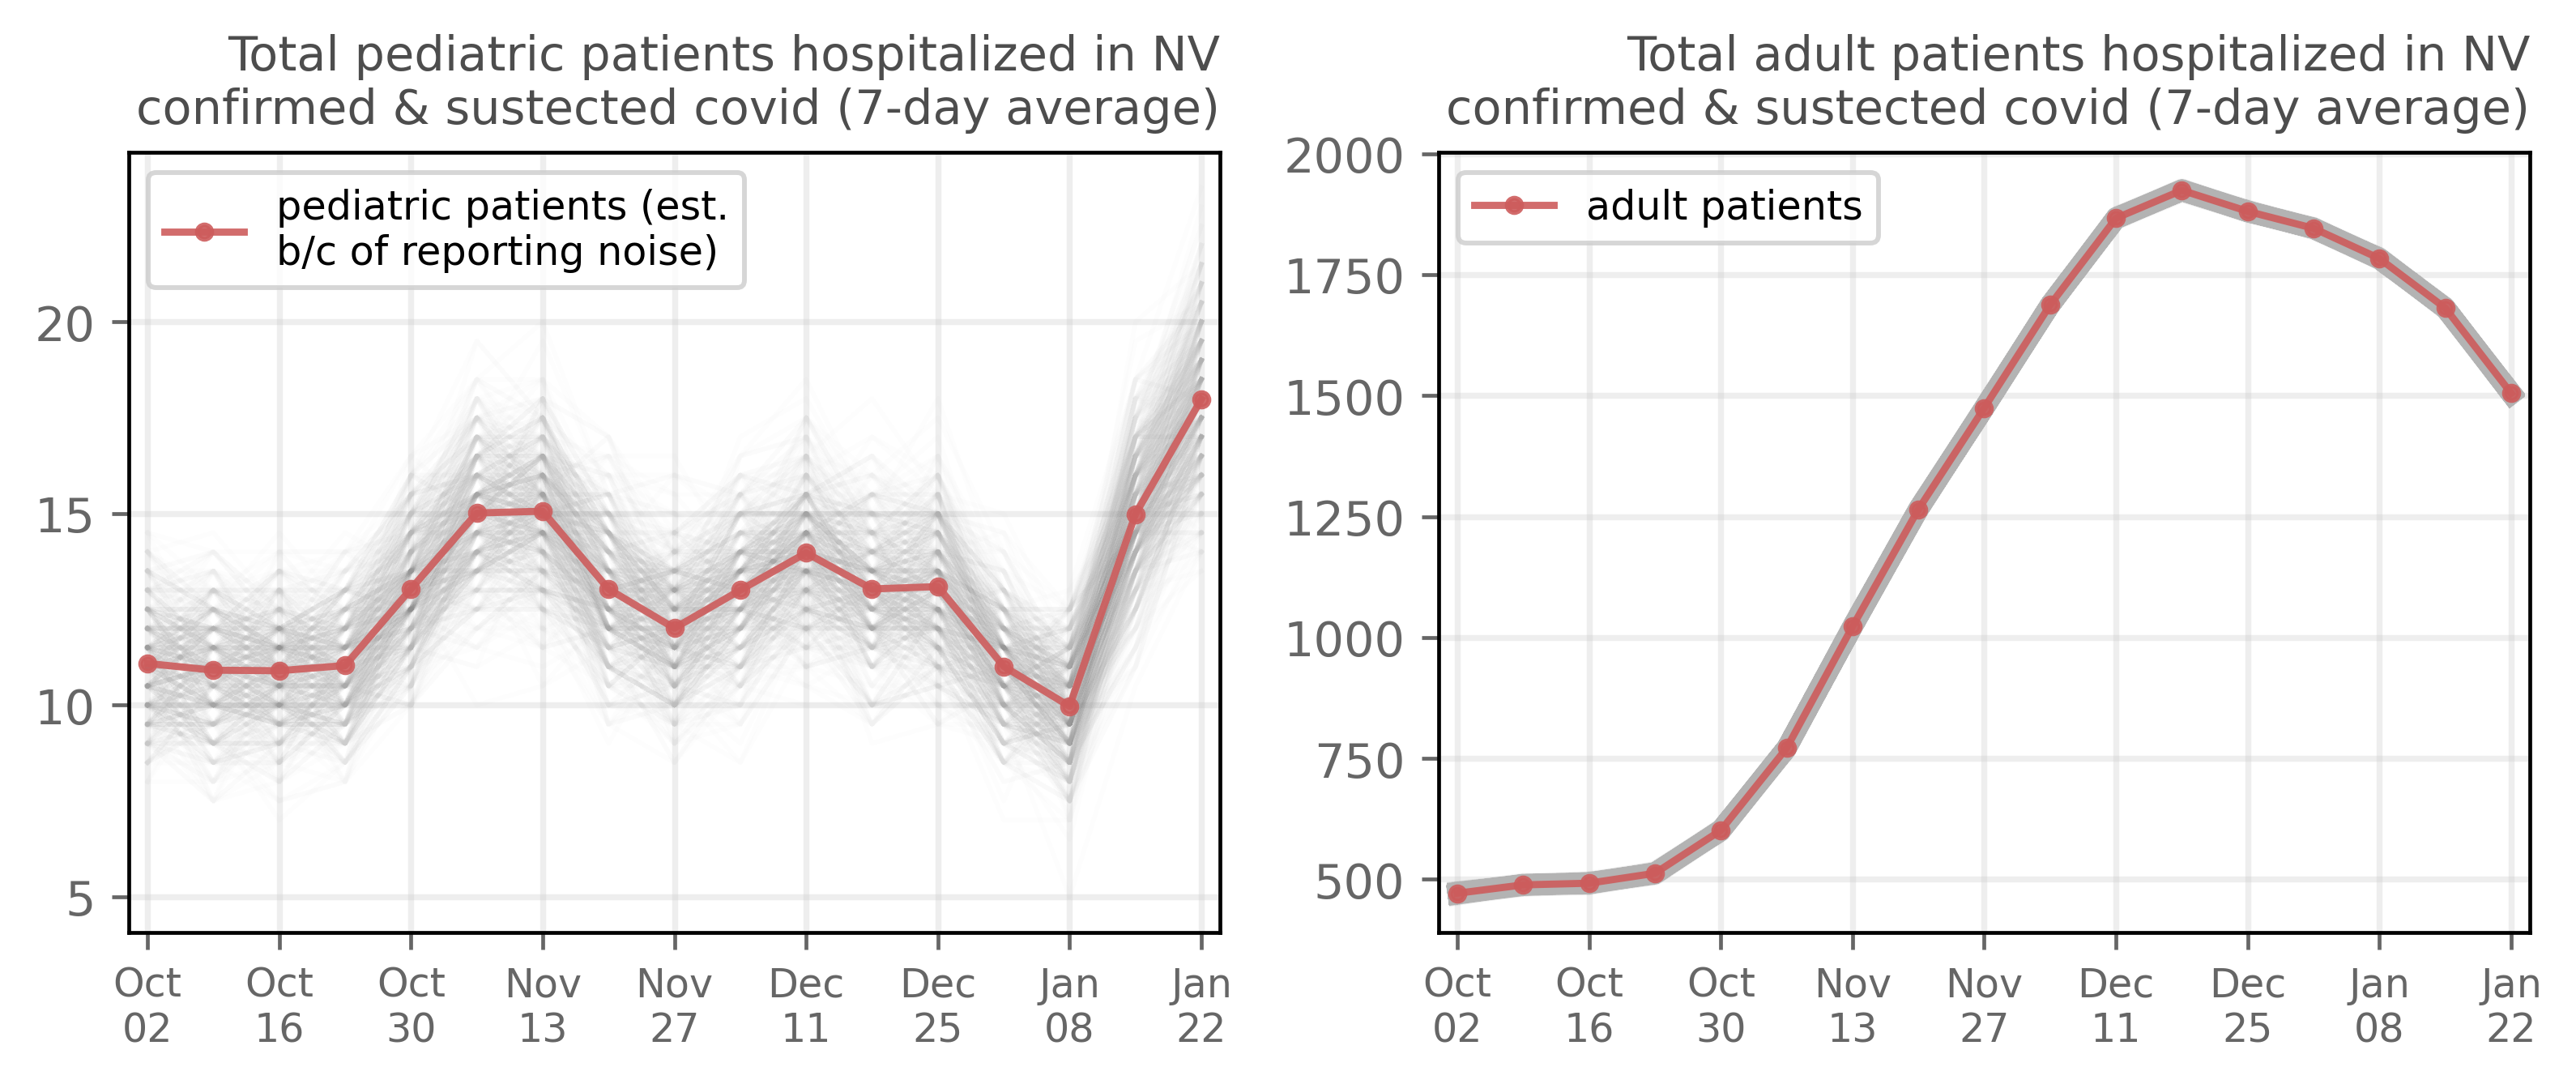 Total pediatric patients hospitalized in NV
confirmed & sustected covid (7-day average)
pediatric patients (est.
b/c of reporting noise)
20
15
10
5
Oct 02
Oct 16
Oct 30
Nov 13
Nov 27
Dec 11
Dec 25
Jan 08
Jan 22
Total adult patients hospitalized in NV
confirmed & sustected covid (7-day average)
adult patients
2000
1750
1500
1250
1000
750
500
Oct 02
Oct 16
Oct 30
Nov 13
Nov 27
Dec 11
Dec 25
Jan 08
Jan 22